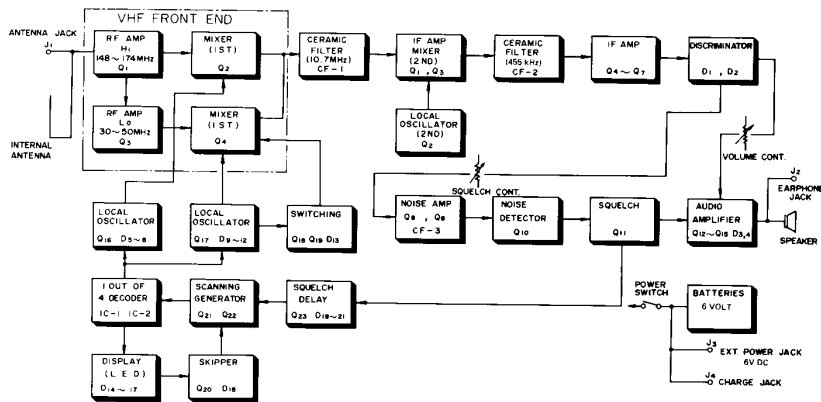 VHF FRONT END
ANTENNA JACK
J1
INTERNAL
ANTENNA
RF AMP
Hi
148~174MHz
Q1
MIXER
(1ST)
Q2
RF AMP
Lo
30~50MHz
Q3
MIXER
(1ST)
Q4
CERAMIC
FILTER
(10.7MHz)
CF-1
IF AMP
MIXER
(2ND)
Q1, Q3
LOCAL
OSCILLATOR
(2ND)
Q2
CERAMIC
FILTER
(455 kHz)
CF-2
IF AMP
Q4~Q7
DISCRIMINATOR
D1, D2
VOLUME CONT.
SQUELCH CONT.
LOCAL
OSCILLATOR
Q16 D5~8
LOCAL
OSCILLATOR
Q17 D9~12
SWITCHING
Q18 Q19 D13
NOISE AMP
Q8, Q9
CF-3
NOISE
DETECTOR
Q10
SQUELCH
Q11
AUDIO
AMPLIFIER
Q12~Q15 D3,4
J2
EARPHONE
JACK
SPEAKER
1 OUT OF
4 DECODER
IC-1 IC-2
SCANNING
GENERATOR
Q21 Q22
SQUELCH
DELAY
Q23 D19~21
POWER
SWITCH
BATTERIES
6 VOLT
J3
EXT. POWER JACK
6V DC
J4
CHARGE JACK
DISPLAY
(LED)
D14~17
SKIPPER
Q20 D18